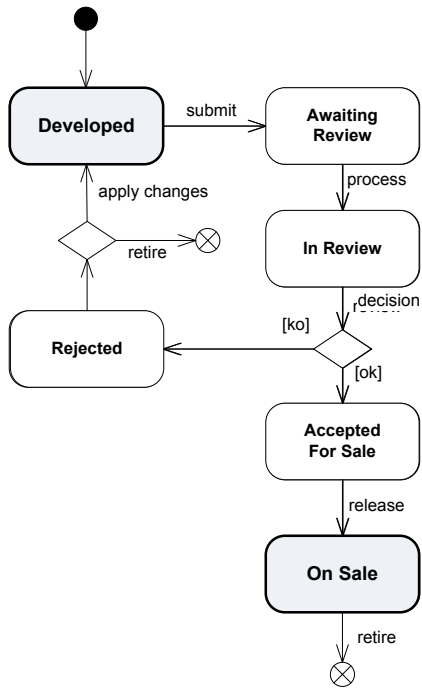 Developed
submit
Awaiting
Review
apply changes
process
retire
In Review
decision
[ko]
Rejected
[ok]
Accepted
For Sale
release
On Sale
retire